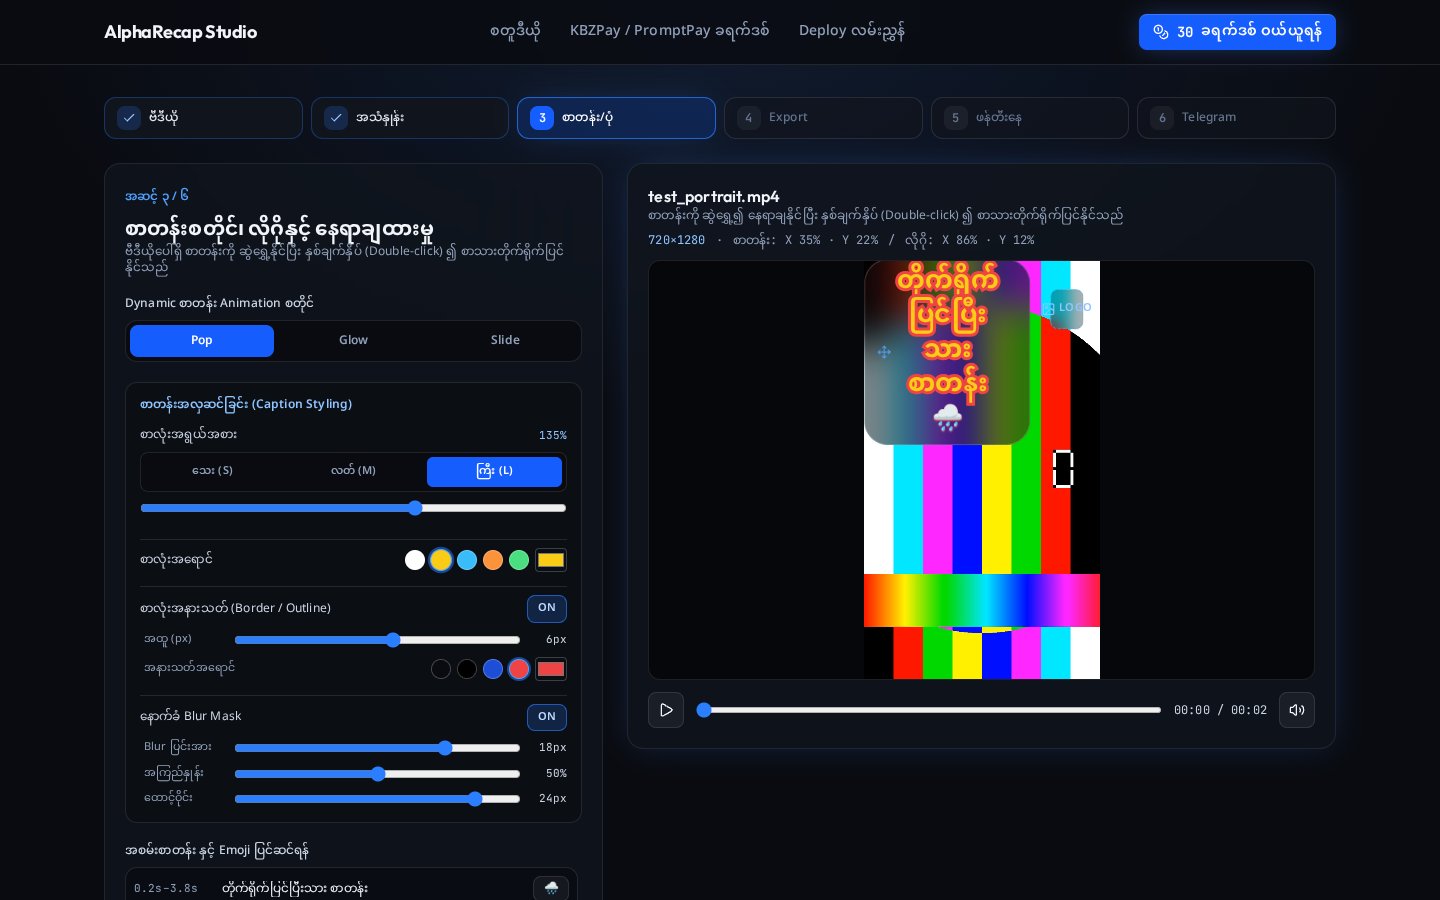 AlphaRecap Studio
စတူဒီယို
KBZPay / PromptPay ခရက်ဒစ်
Deploy လမ်းညွှန်
30 ခရက်ဒစ် ဝယ်ယူရန်
ဗီဒီယို
အသံနှုန်း
3 စာတန်း/ပုံ
4 Export
5 ဖန်တီးနေ
6 Telegram
အဆင့် ၃ / ၆
စာတန်းစတိုင်၊ လိုဂိုနှင့် နေရာချထားမှု
ဗီဒီယိုပေါ်ရှိ စာတန်းကို ဆွဲရွှေ့နိုင်ပြီး နှစ်ချက်နှိပ် (Double-click) ၍ စာသားတိုက်ရိုက်ပြင်
နိုင်သည်
Dynamic စာတန်း Animation စတိုင်
Pop
Glow
Slide
စာတန်းအလှဆင်ခြင်း (Caption Styling)
စာလုံးအရွယ်အစား
135%
သေး (S)
လတ် (M)
ကြီး (L)
စာလုံးအရောင်
စာလုံးအနားသတ် (Border / Outline)
ON
အထူ (px)
6px
အနားသတ်အရောင်
နောက်ခံ Blur Mask
ON
Blur ပြင်းအား
18px
အကြည်နှုန်း
50%
ထောင့်ဝိုင်း
24px
အစမ်းစာတန်း နှင့် Emoji ပြင်ဆင်ရန်
0.2s–3.8s
တိုက်ရိုက်ပြင်ပြီးသား စာတန်း
🌧️
test_portrait.mp4
စာတန်းကို ဆွဲရွှေ့၍ နေရာချနိုင်ပြီး နှစ်ချက်နှိပ် (Double-click) ၍ စာသားတိုက်ရိုက်ပြင်နိုင်သည်
720×1280 · စာတန်း: X 35% · Y 22% / လိုဂို: X 86% · Y 12%
တိုက်ရိုက်
ပြင်ပြီး
သား
စာတန်း
🌧️
LOGO
00:00 / 00:02